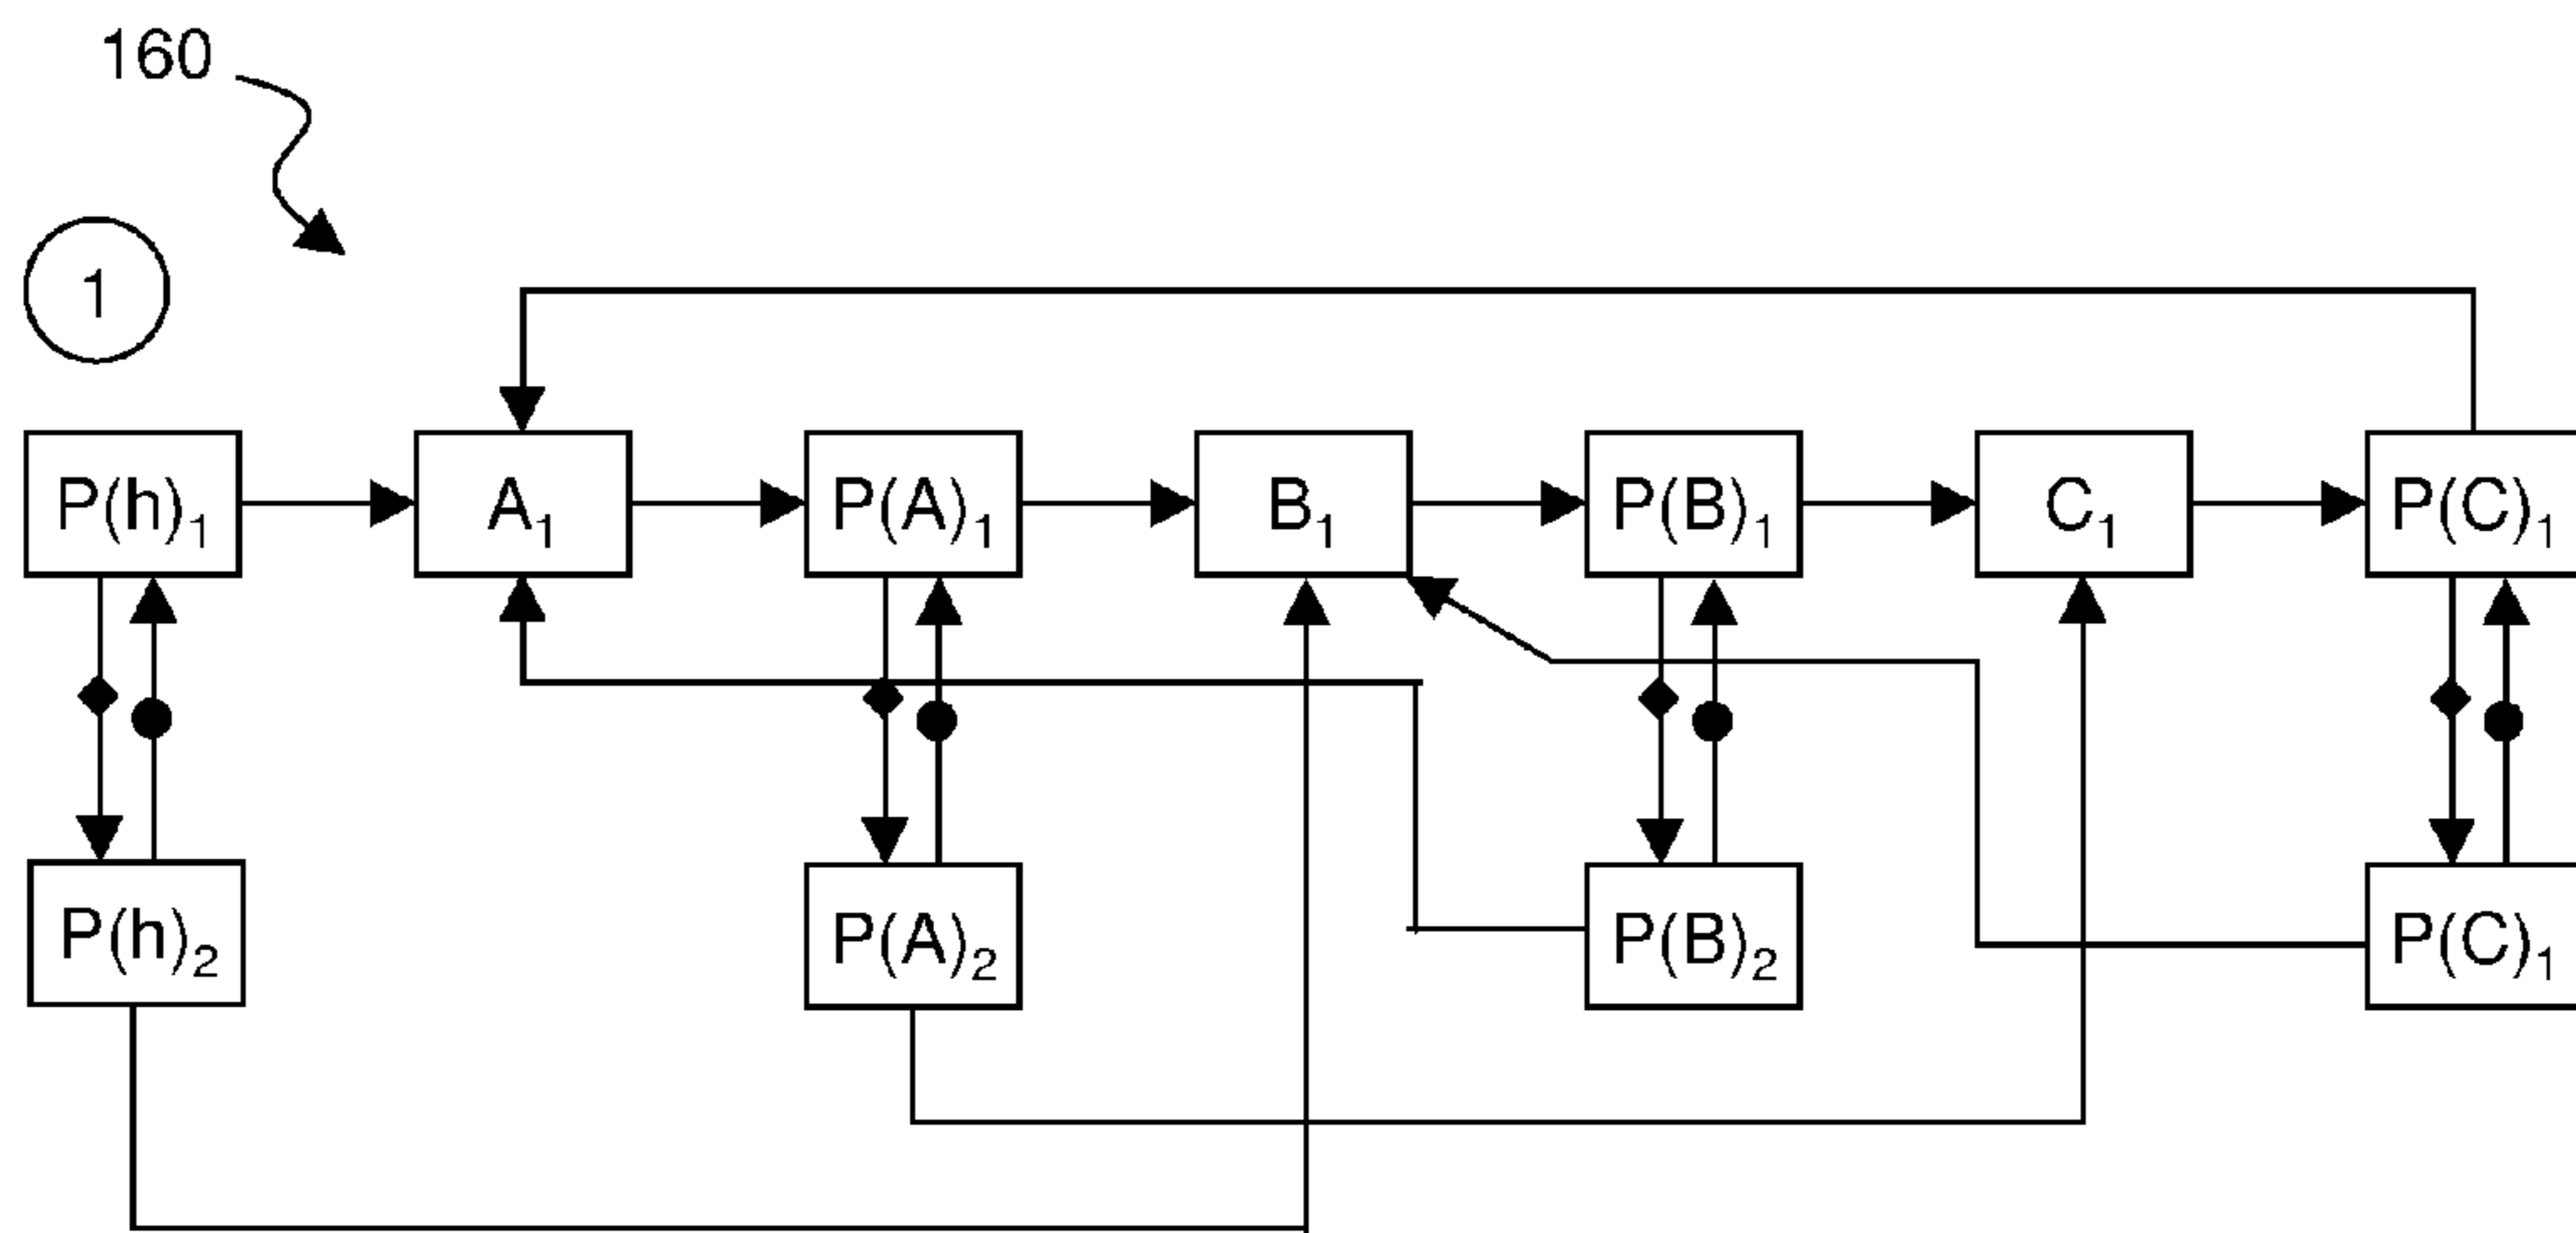 160
1
P(h)₁ A₁ P(A)₁ B₁ P(B)₁ C₁ P(C)₁
P(h)₂ P(A)₂ P(B)₂ P(C)₁